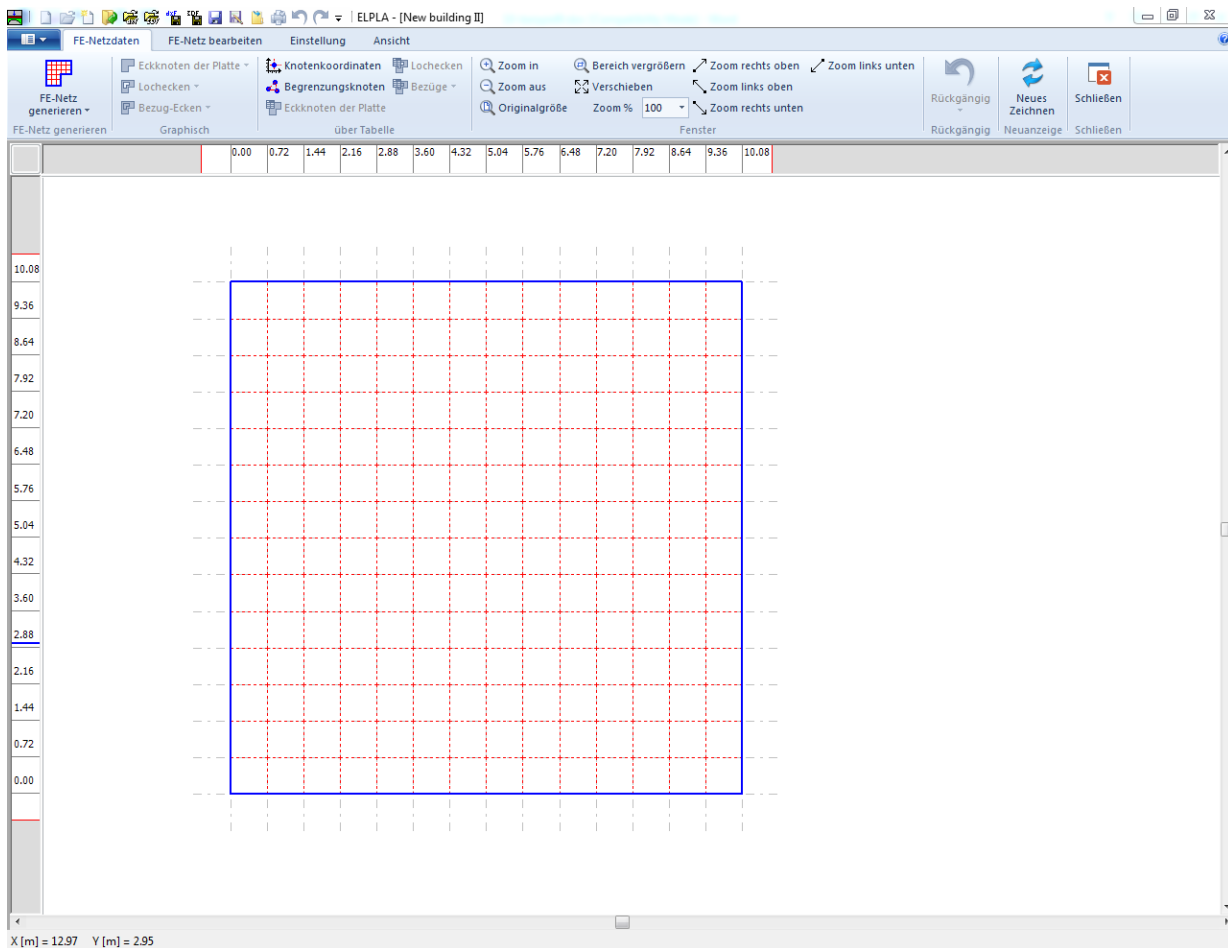 ELPLA - [New building II]
FE-Netzdaten FE-Netz bearbeiten Einstellung Ansicht
Eckknoten der Platte Knotenkoordinaten Lochecken Zoom in Bereich vergrößern Zoom rechts oben Zoom links unten
Lochecken Begrenzungsknoten Bezüge Zoom aus Verschieben Zoom links oben
FE-Netz generieren Bezug-Ecken Eckknoten der Platte Originalgröße Zoom % 100 Zoom rechts unten Rückgängig Neues Zeichnen Schließen
FE-Netz generieren Graphisch über Tabelle Fenster Rückgängig Neuanzeige Schließen
0.00 0.72 1.44 2.16 2.88 3.60 4.32 5.04 5.76 6.48 7.20 7.92 8.64 9.36 10.08
10.08
9.36
8.64
7.92
7.20
6.48
5.76
5.04
4.32
3.60
2.88
2.16
1.44
0.72
0.00
X [m] = 12.97 Y [m] = 2.95